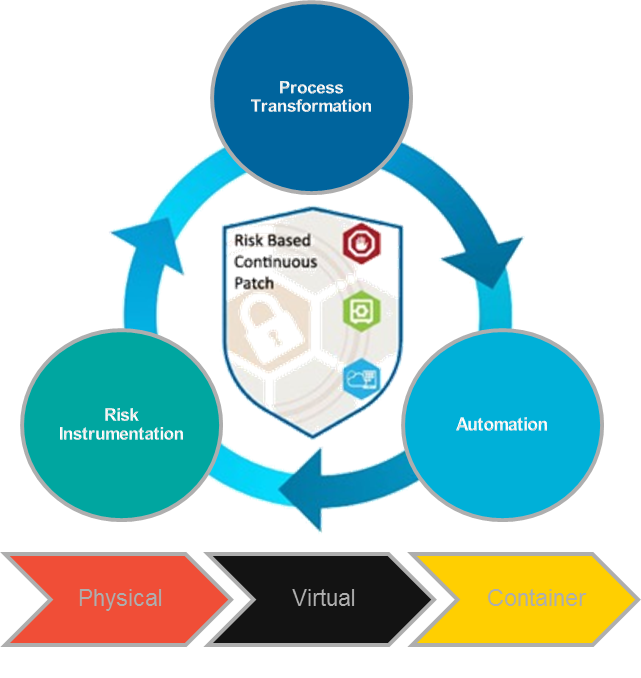 Process
Transformation
Risk Based
Continuous
Patch
Risk
Instrumentation
Automation
Physical
Virtual
Container